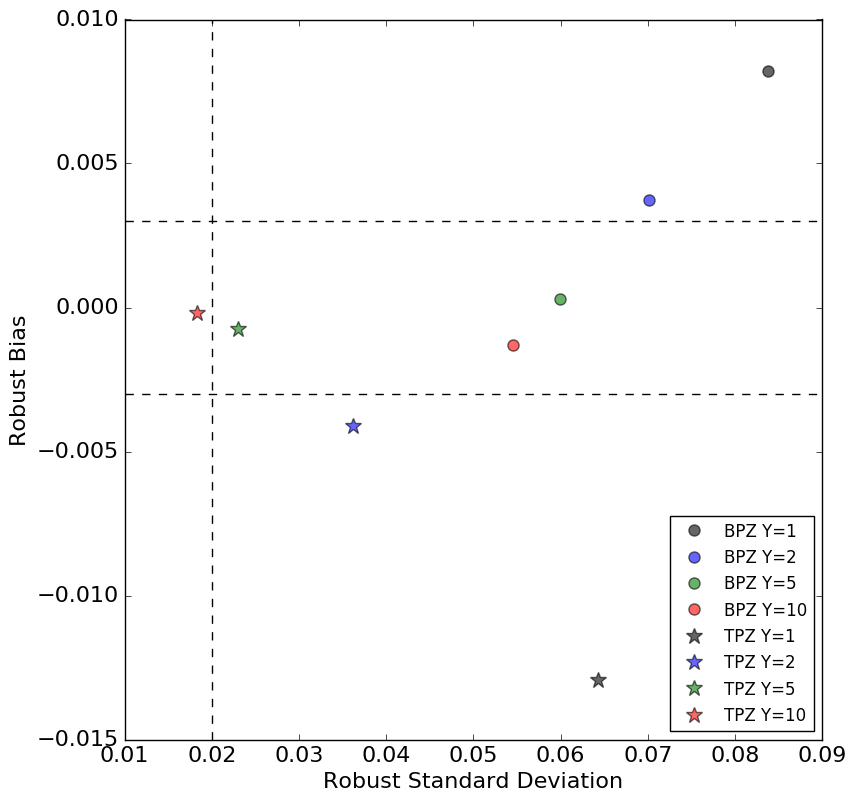 0.010
0.005
0.000
−0.005
−0.010
−0.015
Robust Bias
0.01 0.02 0.03 0.04 0.05 0.06 0.07 0.08 0.09
Robust Standard Deviation
BPZ Y=1
BPZ Y=2
BPZ Y=5
BPZ Y=10
TPZ Y=1
TPZ Y=2
TPZ Y=5
TPZ Y=10